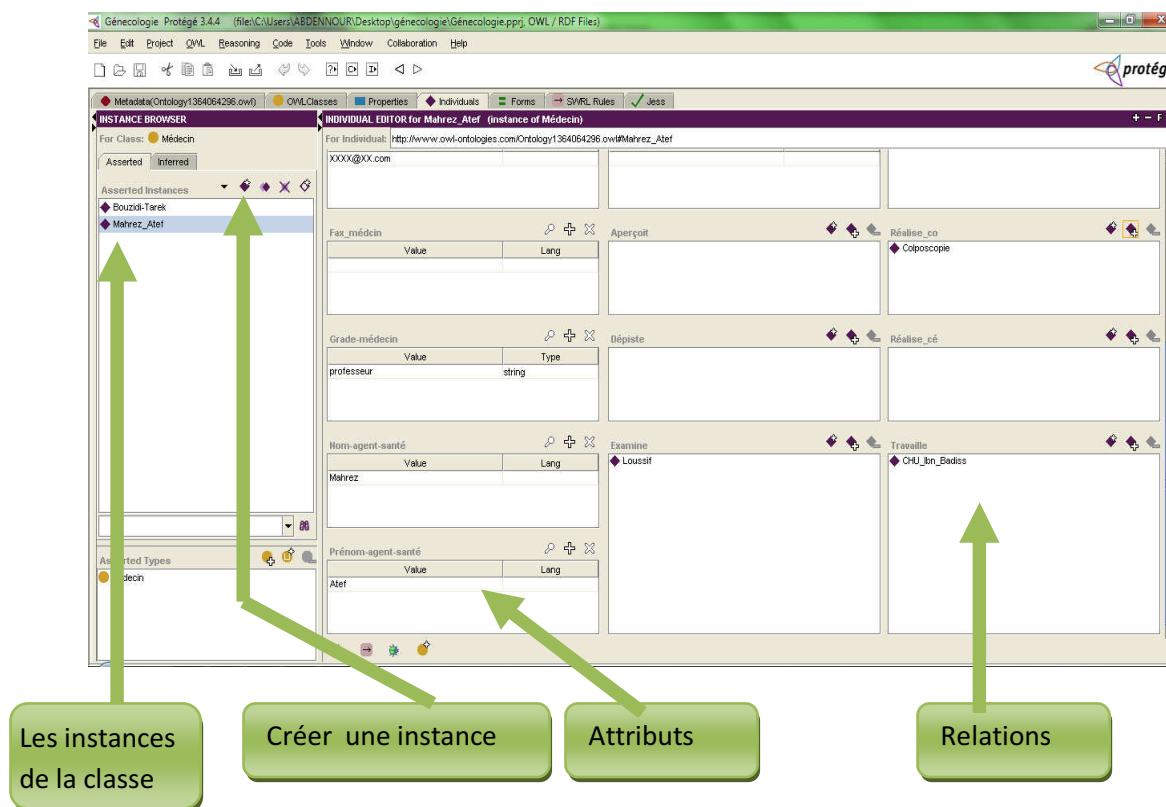 Génecologie Protégé 3.4.4 (file:\C:\Users\ABDENNOUR\Desktop\génecologie\Génecologie.pprj, OWL / RDF Files)
File Edit Project OWL Reasoning Code Tools Window Collaboration Help
protég
Metadata(Ontology1364064296.owl) OWLClasses Properties Individuals Forms SWRL Rules Jess
INSTANCE BROWSER
INDIVIDUAL EDITOR for Mahrez_Atef (instance of Médecin)
For Class: Médecin
For Individual: http://www.owl-ontologies.com/Ontology1364064296.owl#Mahrez_Atef
Asserted Inferred
XXXX@XX.com
Asserted Instances
Bouzidi-Tarek
Mahrez_Atef
Fax_médcin Aperçoit Réalise_co
Value Lang
Colposcopie
Grade-médecin Dépiste Réalise_cé
Value Type
professeur string
Nom-agent-santé Examine Travaille
Value Lang
Loussif
CHU_Ibn_Badiss
Mahrez
Prénom-agent-santé
Value Lang
Atef
Les instances
de la classe
Créer une instance
Attributs
Relations